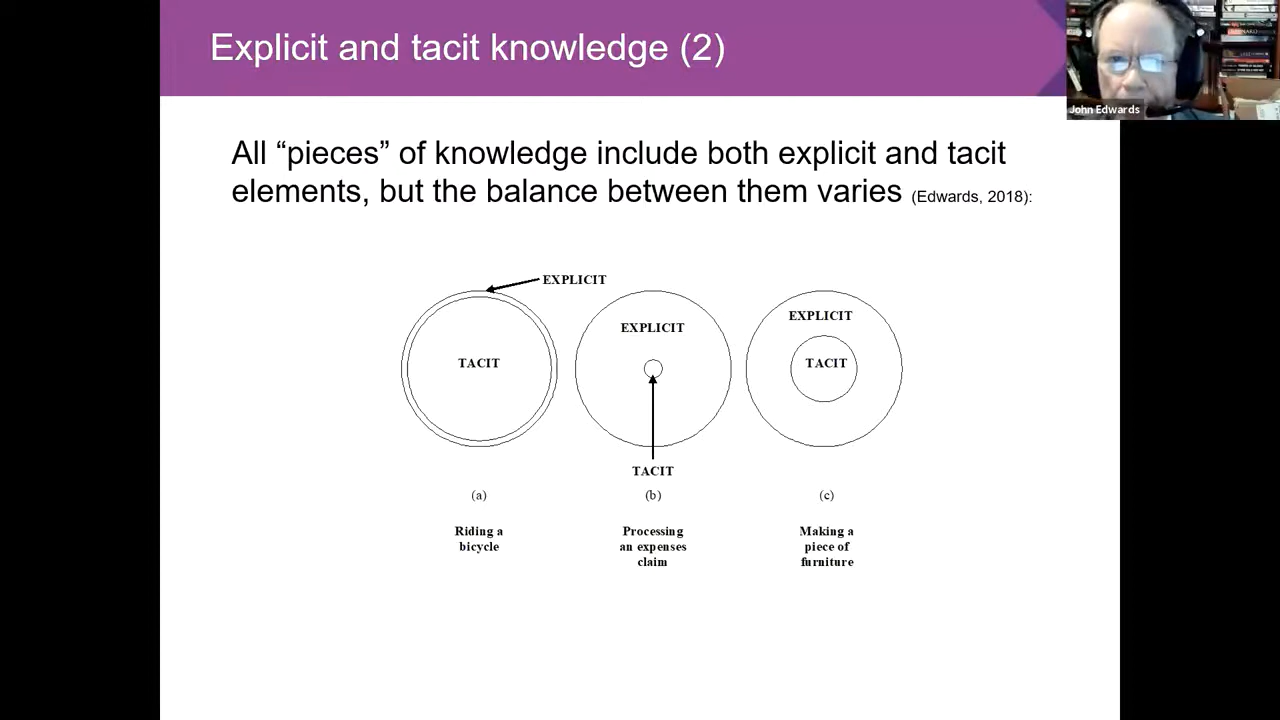 Explicit and tacit knowledge (2)
John Edwards
All “pieces” of knowledge include both explicit and tacit
elements, but the balance between them varies (Edwards, 2018):
EXPLICIT
EXPLICIT
EXPLICIT
TACIT
TACIT
TACIT
(a)
(b)
(c)
Riding a
bicycle
Processing
an expenses
claim
Making a
piece of
furniture